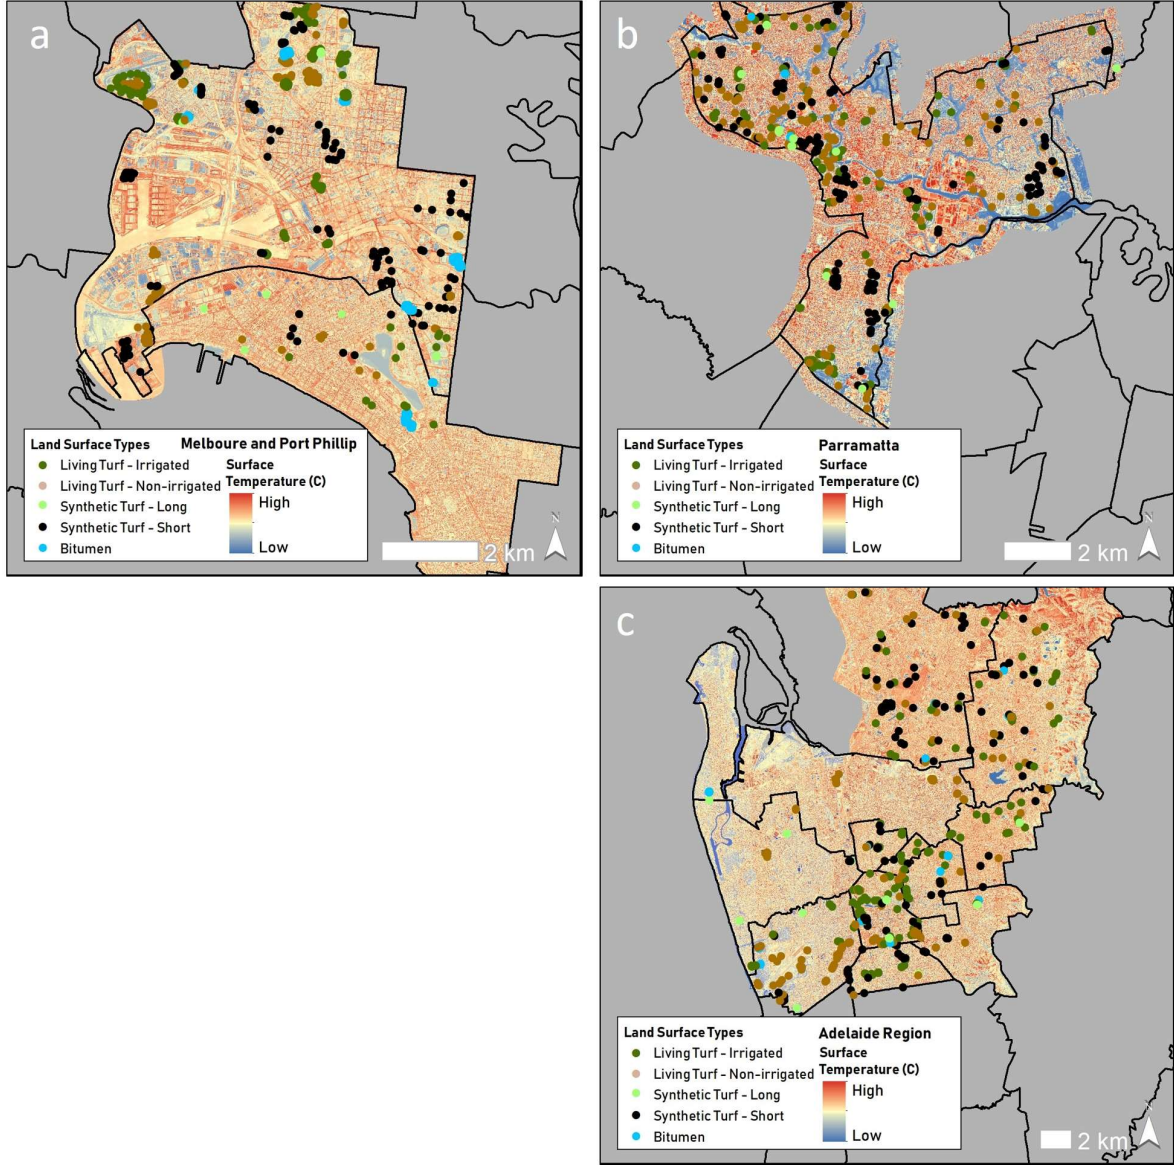 a
Land Surface Types
Melboure and Port Phillip
Living Turf - Irrigated
Living Turf - Non-irrigated
Synthetic Turf - Long
Synthetic Turf - Short
Bitumen
Surface
Temperature (C)
High
Low
2 km
N
b
Land Surface Types
Parramatta
Living Turf - Irrigated
Living Turf - Non-irrigated
Synthetic Turf - Long
Synthetic Turf - Short
Bitumen
Surface
Temperature (C)
High
Low
2 km
N
c
Land Surface Types
Adelaide Region
Living Turf - Irrigated
Living Turf - Non-irrigated
Synthetic Turf - Long
Synthetic Turf - Short
Bitumen
Surface
Temperature (C)
High
Low
2 km
N